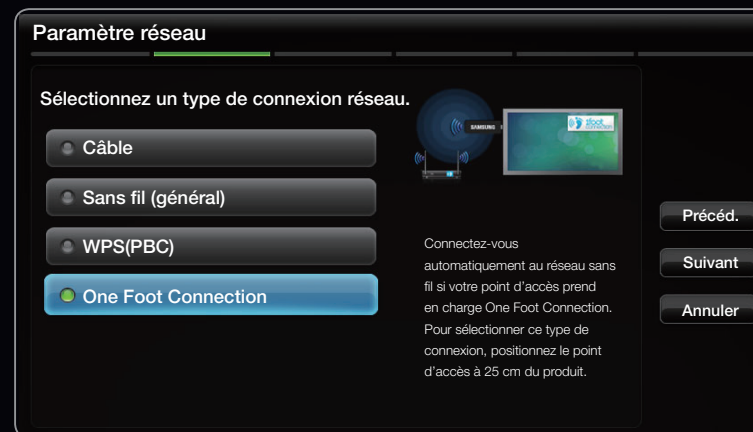 Paramètre réseau
Sélectionnez un type de connexion réseau.
Câble
Sans fil (général)
WPS(PBC)
One Foot Connection
SAMSUNG
Connectez-vous
automatiquement au réseau sans
fil si votre point d'accès prend
en charge One Foot Connection.
Pour sélectionner ce type de
connexion, positionnez le point
d'accès à 25 cm du produit.
Précéd.
Suivant
Annuler